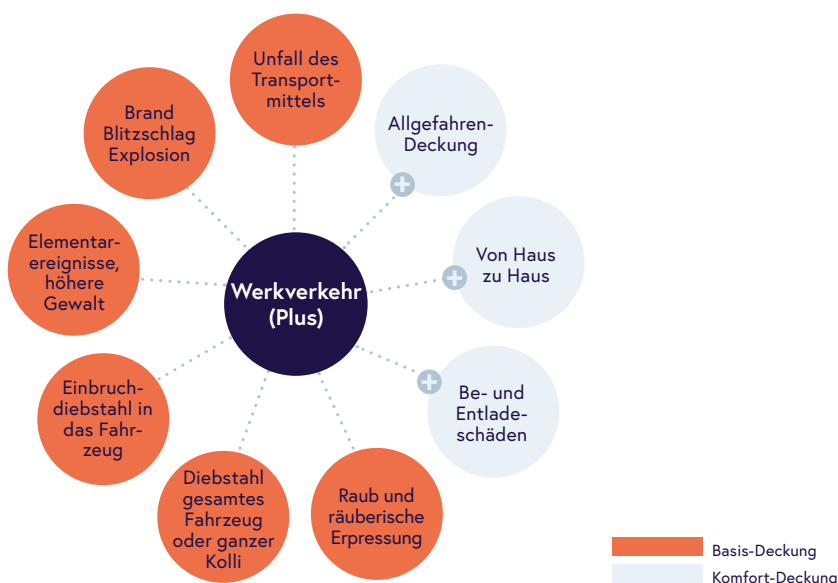 Unfall des
Transport-
mittels
Brand
Blitzschlag
Explosion
Allgefahren-
Deckung
Elementar-
ereignisse,
höhere
Gewalt
Von Haus
zu Haus
Werkverkehr
(Plus)
Einbruch-
diebstahl in
das Fahr-
zeug
Be- und
Entlade-
schäden
Diebstahl
gesamtes
Fahrzeug
oder ganzer
Kolli
Raub und
räuberische
Erpressung
Basis-Deckung
Komfort-Deckung